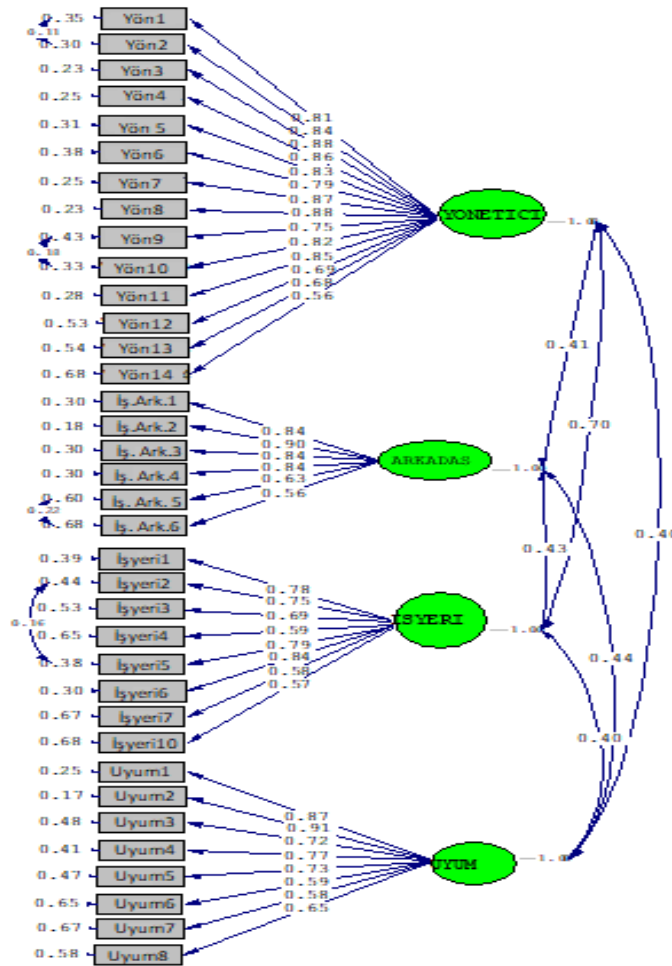 0.35 Yön1
0.11
0.30 Yön2
0.23 Yön3
0.25 Yön4
0.31 Yön 5
0.38 Yön6
0.25 Yön7
0.23 Yön8
0.43 Yön9
0.18
0.33 Yön10
0.28 Yön11
0.53 Yön12
0.54 Yön13
0.68 Yön14
0.81
0.84
0.88
0.86
0.83
0.79
0.87
0.88
0.75
0.82
0.85
0.69
0.68
0.56
YONETICI
0.30 İş.Ark.1
0.18 İş.Ark.2
0.30 İş. Ark.3
0.30 İş. Ark.4
0.60 İş.Ark. 5
0.22
0.68 İş. Ark.6
0.84
0.90
0.84
0.84
0.63
0.56
ARKADAS
0.39 İşyeri1
0.44 İşyeri2
0.53 İşyeri3
0.16
0.65 İşyeri4
0.38 İşyeri5
0.30 İşyeri6
0.67 İşyeri7
0.68 İşyeri10
0.78
0.75
0.69
0.59
0.79
0.84
0.58
0.57
ISYERI
0.25 Uyum1
0.17 Uyum2
0.48 Uyum3
0.41 Uyum4
0.47 Uyum5
0.65 Uyum6
0.67 Uyum7
0.58 Uyum8
0.87
0.91
0.72
0.77
0.73
0.59
0.58
0.65
UYUM
0.41
0.70
0.43
0.44
0.40